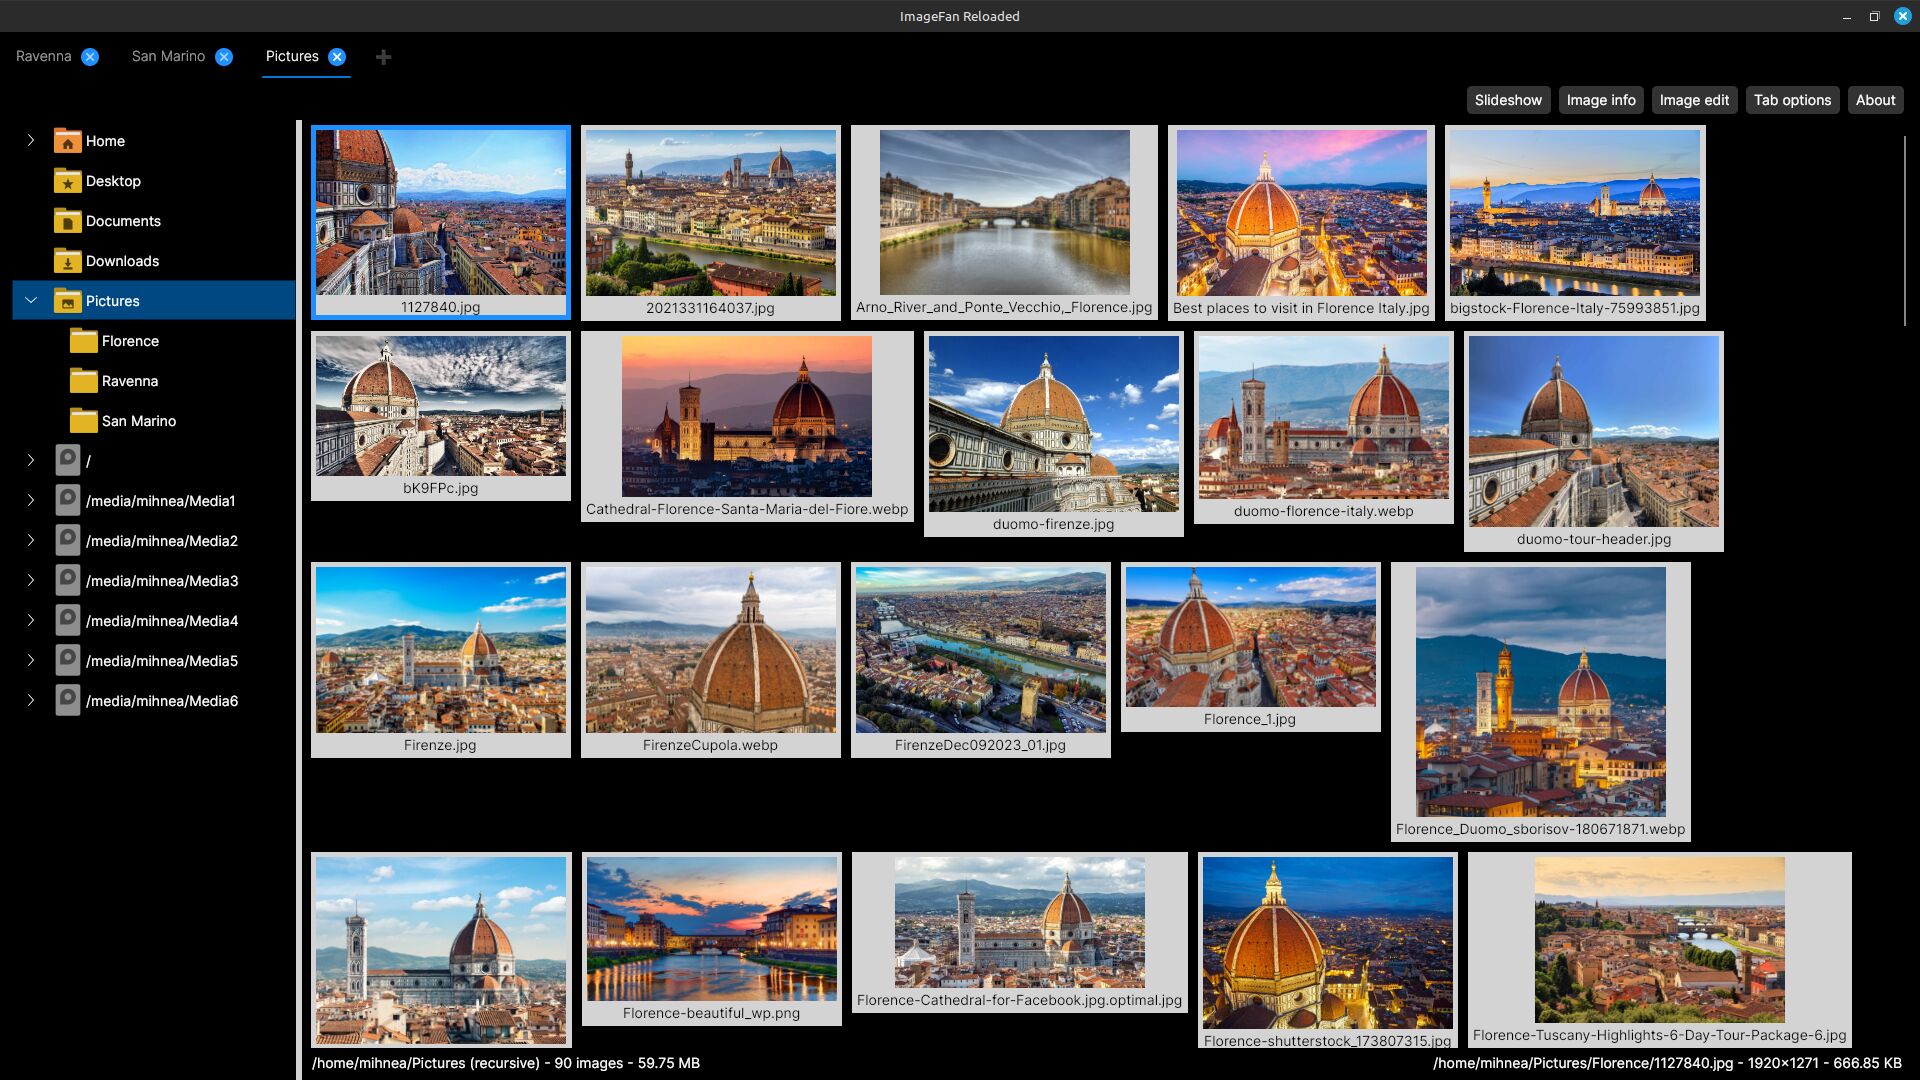 ImageFan Reloaded
Ravenna
San Marino
Pictures
Slideshow
Image info
Image edit
Tab options
About
Home
Desktop
Documents
Downloads
Pictures
Florence
Ravenna
San Marino
/
/media/mihnea/Media1
/media/mihnea/Media2
/media/mihnea/Media3
/media/mihnea/Media4
/media/mihnea/Media5
/media/mihnea/Media6
1127840.jpg
2021331164037.jpg
Arno_River_and_Ponte_Vecchio,_Florence.jpg
Best places to visit in Florence Italy.jpg
bigstock-Florence-Italy-75993851.jpg
bK9FPc.jpg
Cathedral-Florence-Santa-Maria-del-Fiore.webp
duomo-firenze.jpg
duomo-florence-italy.webp
duomo-tour-header.jpg
Firenze.jpg
FirenzeCupola.webp
FirenzeDec092023_01.jpg
Florence_1.jpg
Florence_Duomo_sborisov-180671871.webp
Florence-beautiful_wp.png
Florence-Cathedral-for-Facebook.jpg.optimal.jpg
Florence-shutterstock_173807315.jpg
Florence-Tuscany-Highlights-6-Day-Tour-Package-6.jpg
/home/mihnea/Pictures (recursive) - 90 images - 59.75 MB
/home/mihnea/Pictures/Florence/1127840.jpg - 1920×1271 - 666.85 KB